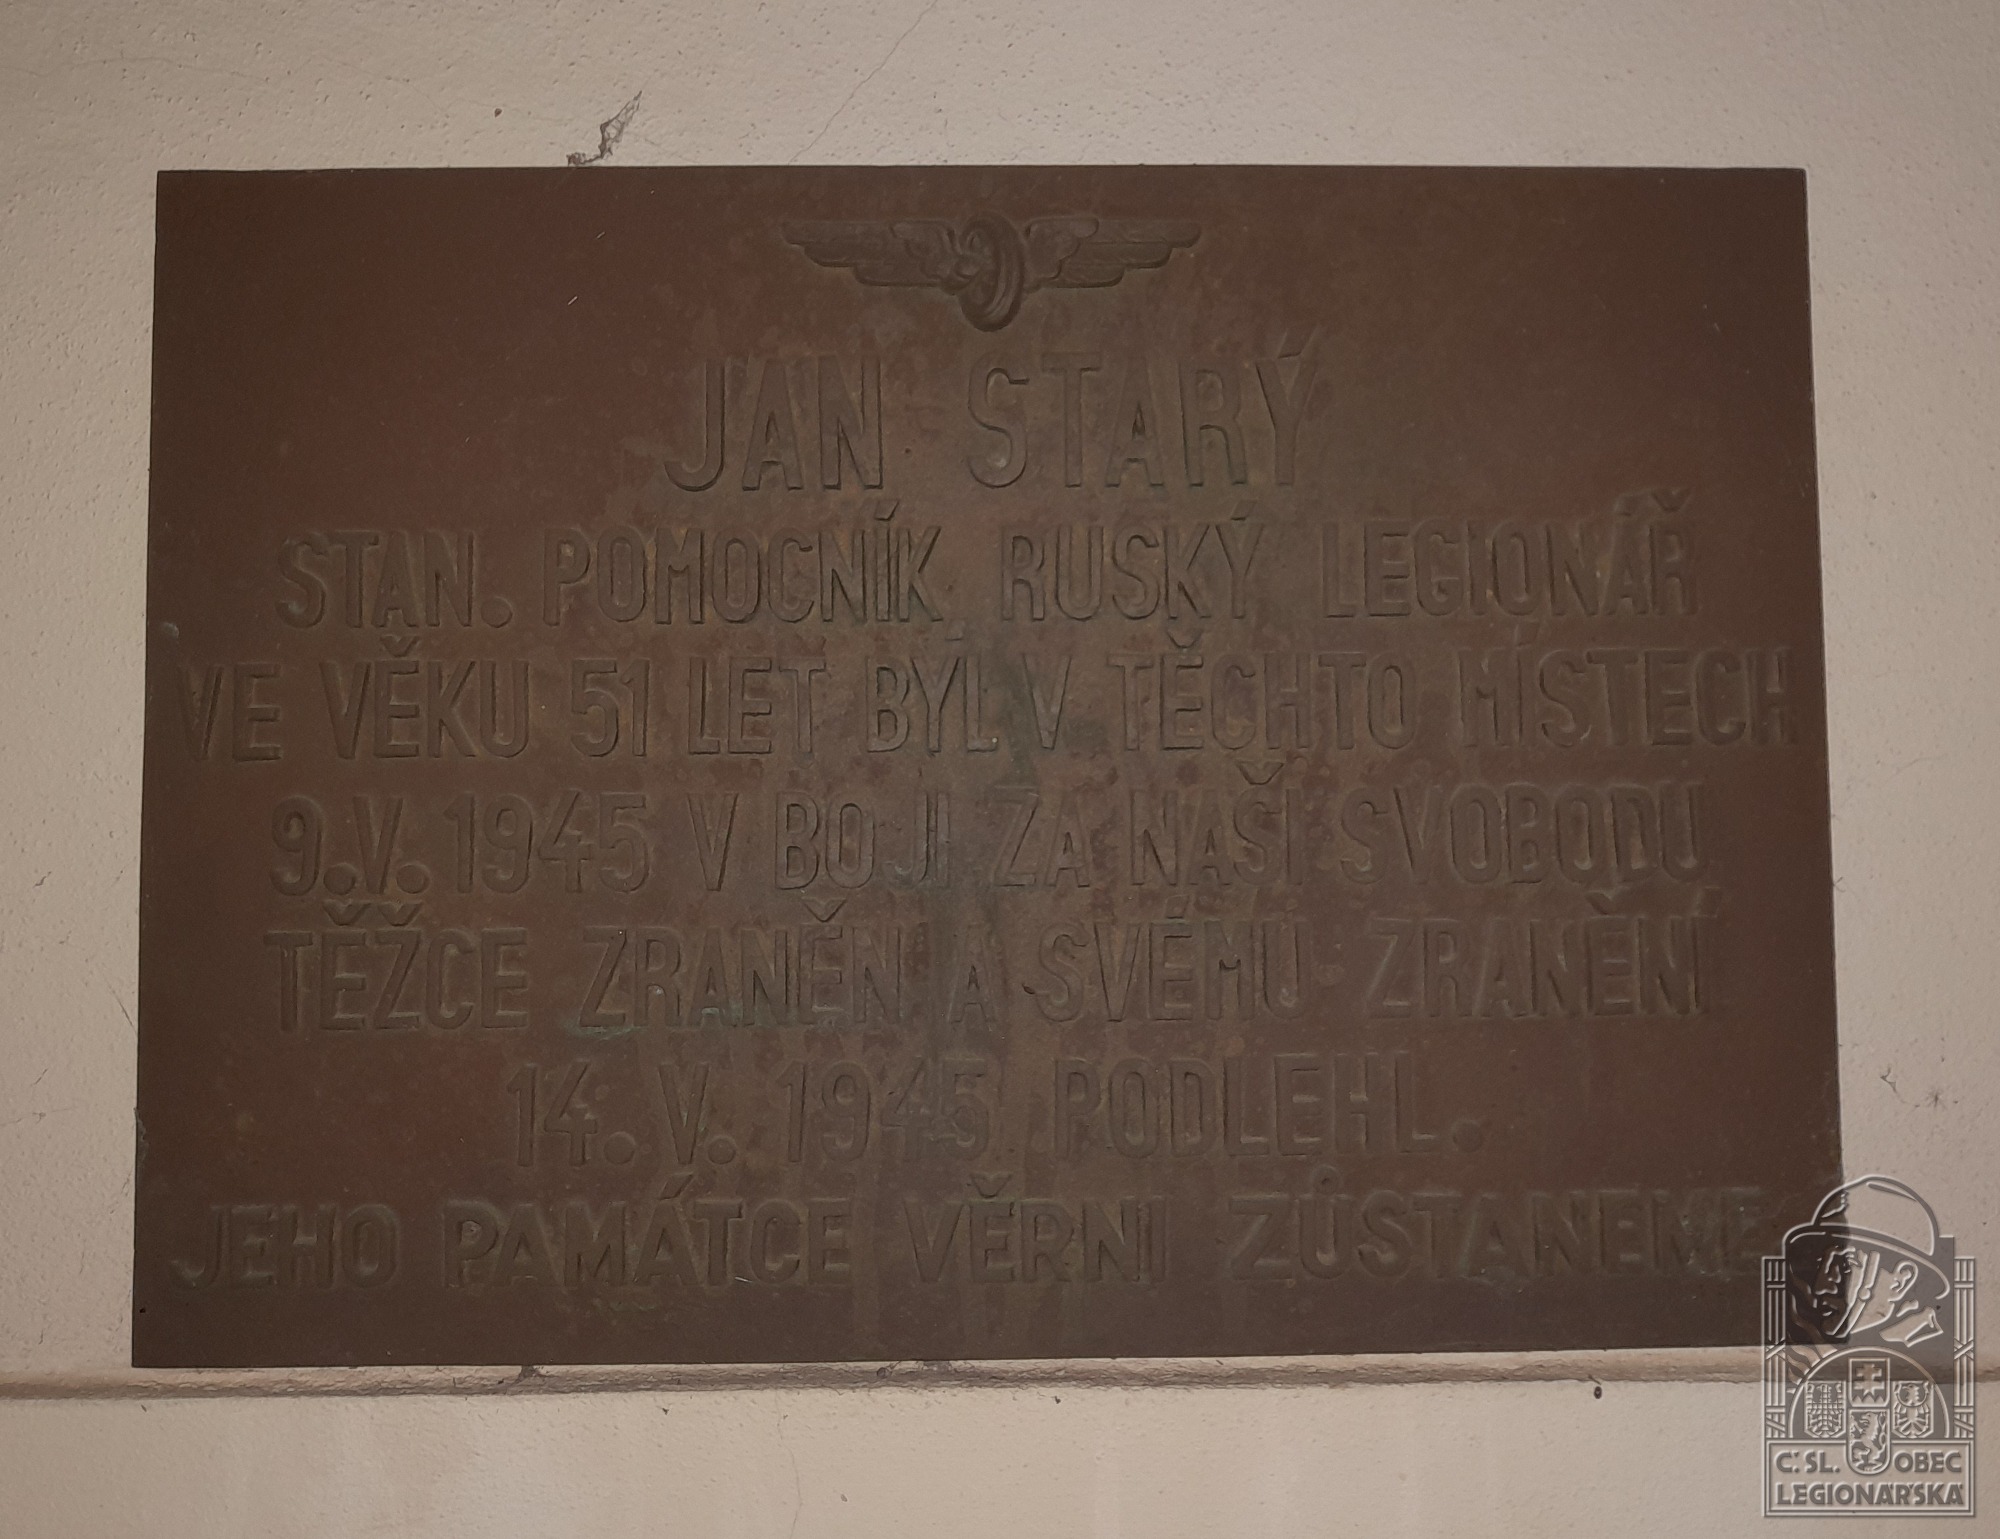 JAN STARÝ
STAN. POMOCNÍK RUSKÝ LEGIONÁŘ
VE VĚKU 51 LET BYL V TĚCHTO MÍSTECH
9.V. 1945 V BOJI ZA NAŠI SVOBODU
TĚŽCE ZRANĚN A SVÉMU ZRANĚNÍ
14.V. 1945 PODLEHL.
JEHO PAMÁTCE VĚRNI ZŮSTANEME
Č. SL. OBEC
LEGIONÁŘSKÁ